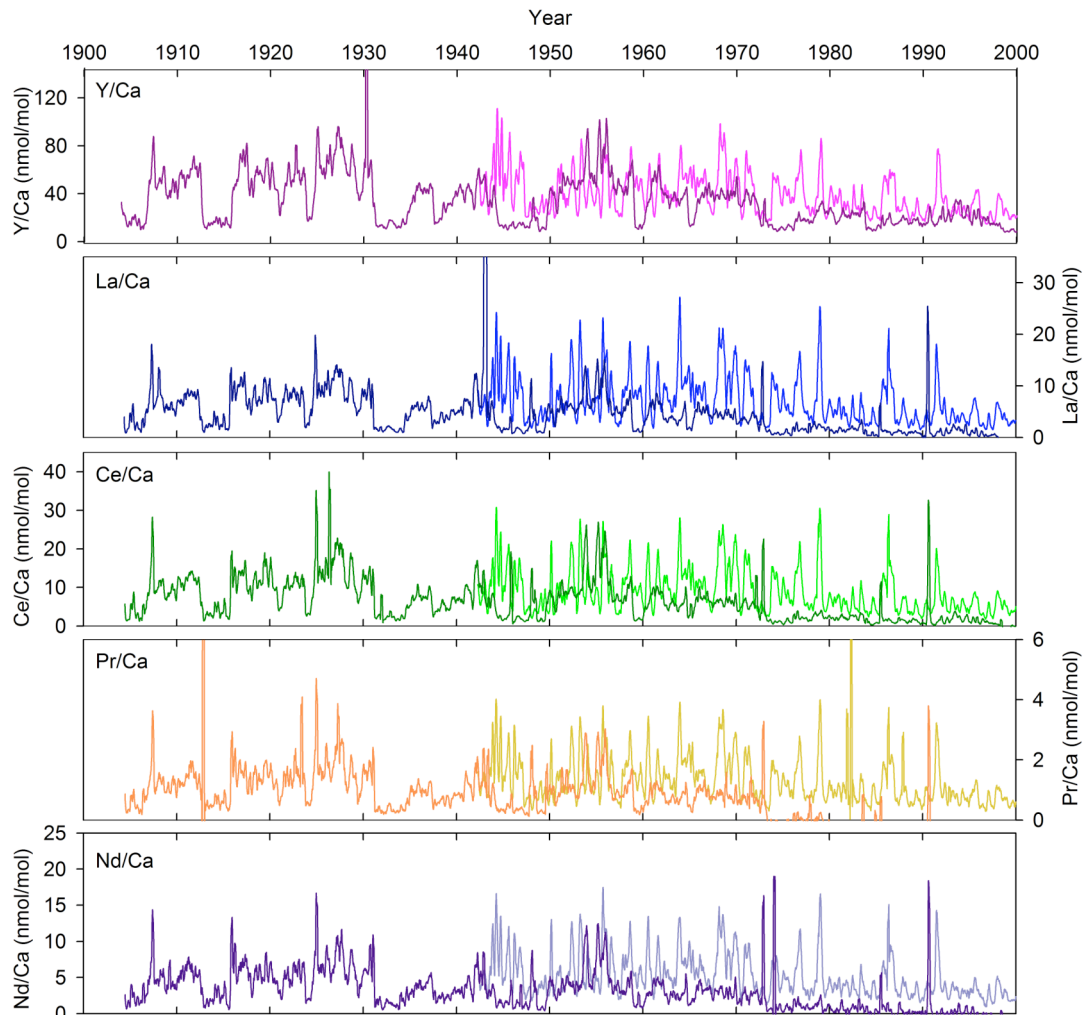 Year
1900 1910 1920 1930 1940 1950 1960 1970 1980 1990 2000
Y/Ca
Y/Ca (nmol/mol)
120
80
40
0
La/Ca
La/Ca (nmol/mol)
30
20
10
0
Ce/Ca
Ce/Ca (nmol/mol)
40
30
20
10
0
Pr/Ca
Pr/Ca (nmol/mol)
6
4
2
0
Nd/Ca
Nd/Ca (nmol/mol)
25
20
15
10
5
0